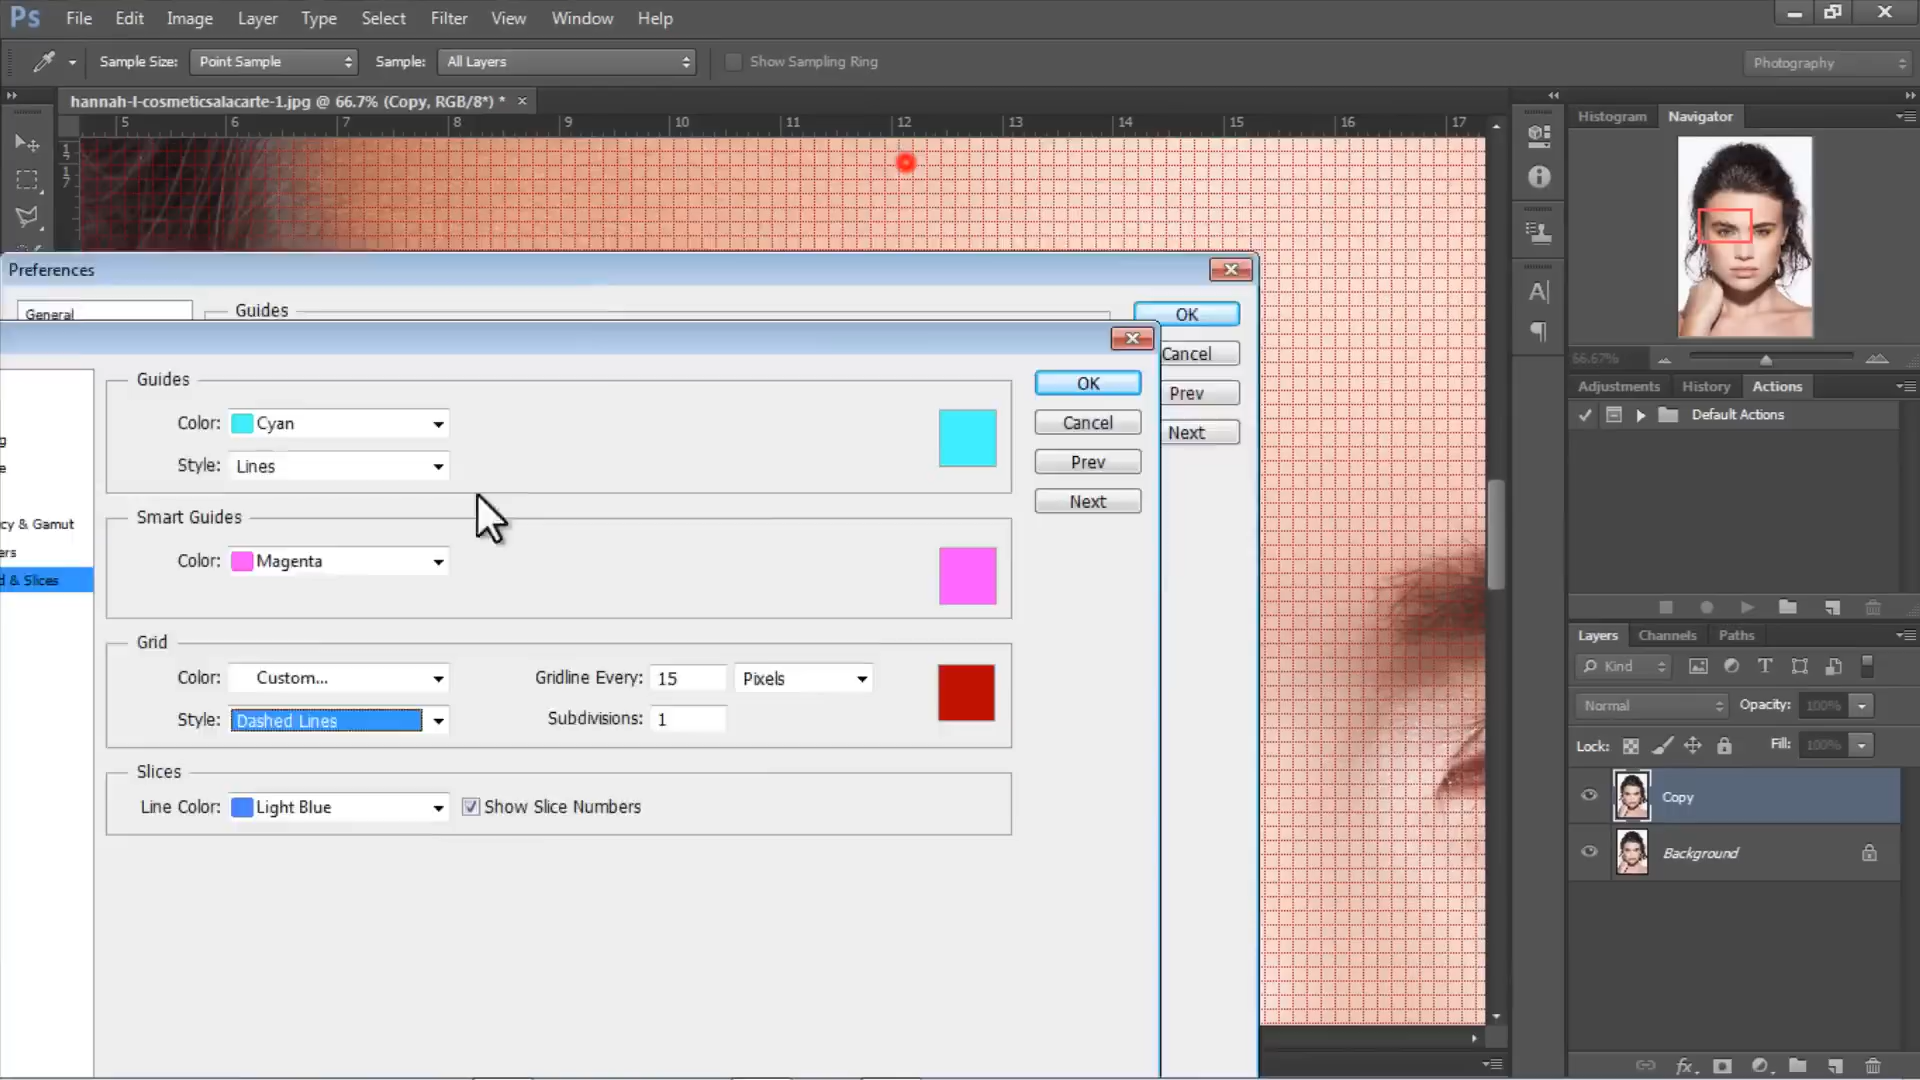 Ps File Edit Image Layer Type Select Filter View Window Help
Sample Size: Point Sample Sample: All Layers Show Sampling Ring Photography
hannah-l-cosmeticsalacarte-1.jpg @ 66.7% (Copy, RGB/8*) * ×
5 6 7 8 9 10 11 12 13 14 15 16 17
Histogram Navigator
66.67%
Adjustments History Actions
Default Actions
Preferences
General
Guides
OK
Cancel
Prev
Next
Guides
Color: Cyan
Style: Lines
OK
Cancel
Prev
Next
Smart Guides
Color: Magenta
Grid
Color: Custom... Gridline Every: 15 Pixels
Style: Dashed Lines Subdivisions: 1
Slices
Line Color: Light Blue Show Slice Numbers
g
e
cy & Gamut
ers
d & Slices
Layers Channels Paths
Kind
Normal Opacity: 100%
Lock: Fill: 100%
Copy
Background